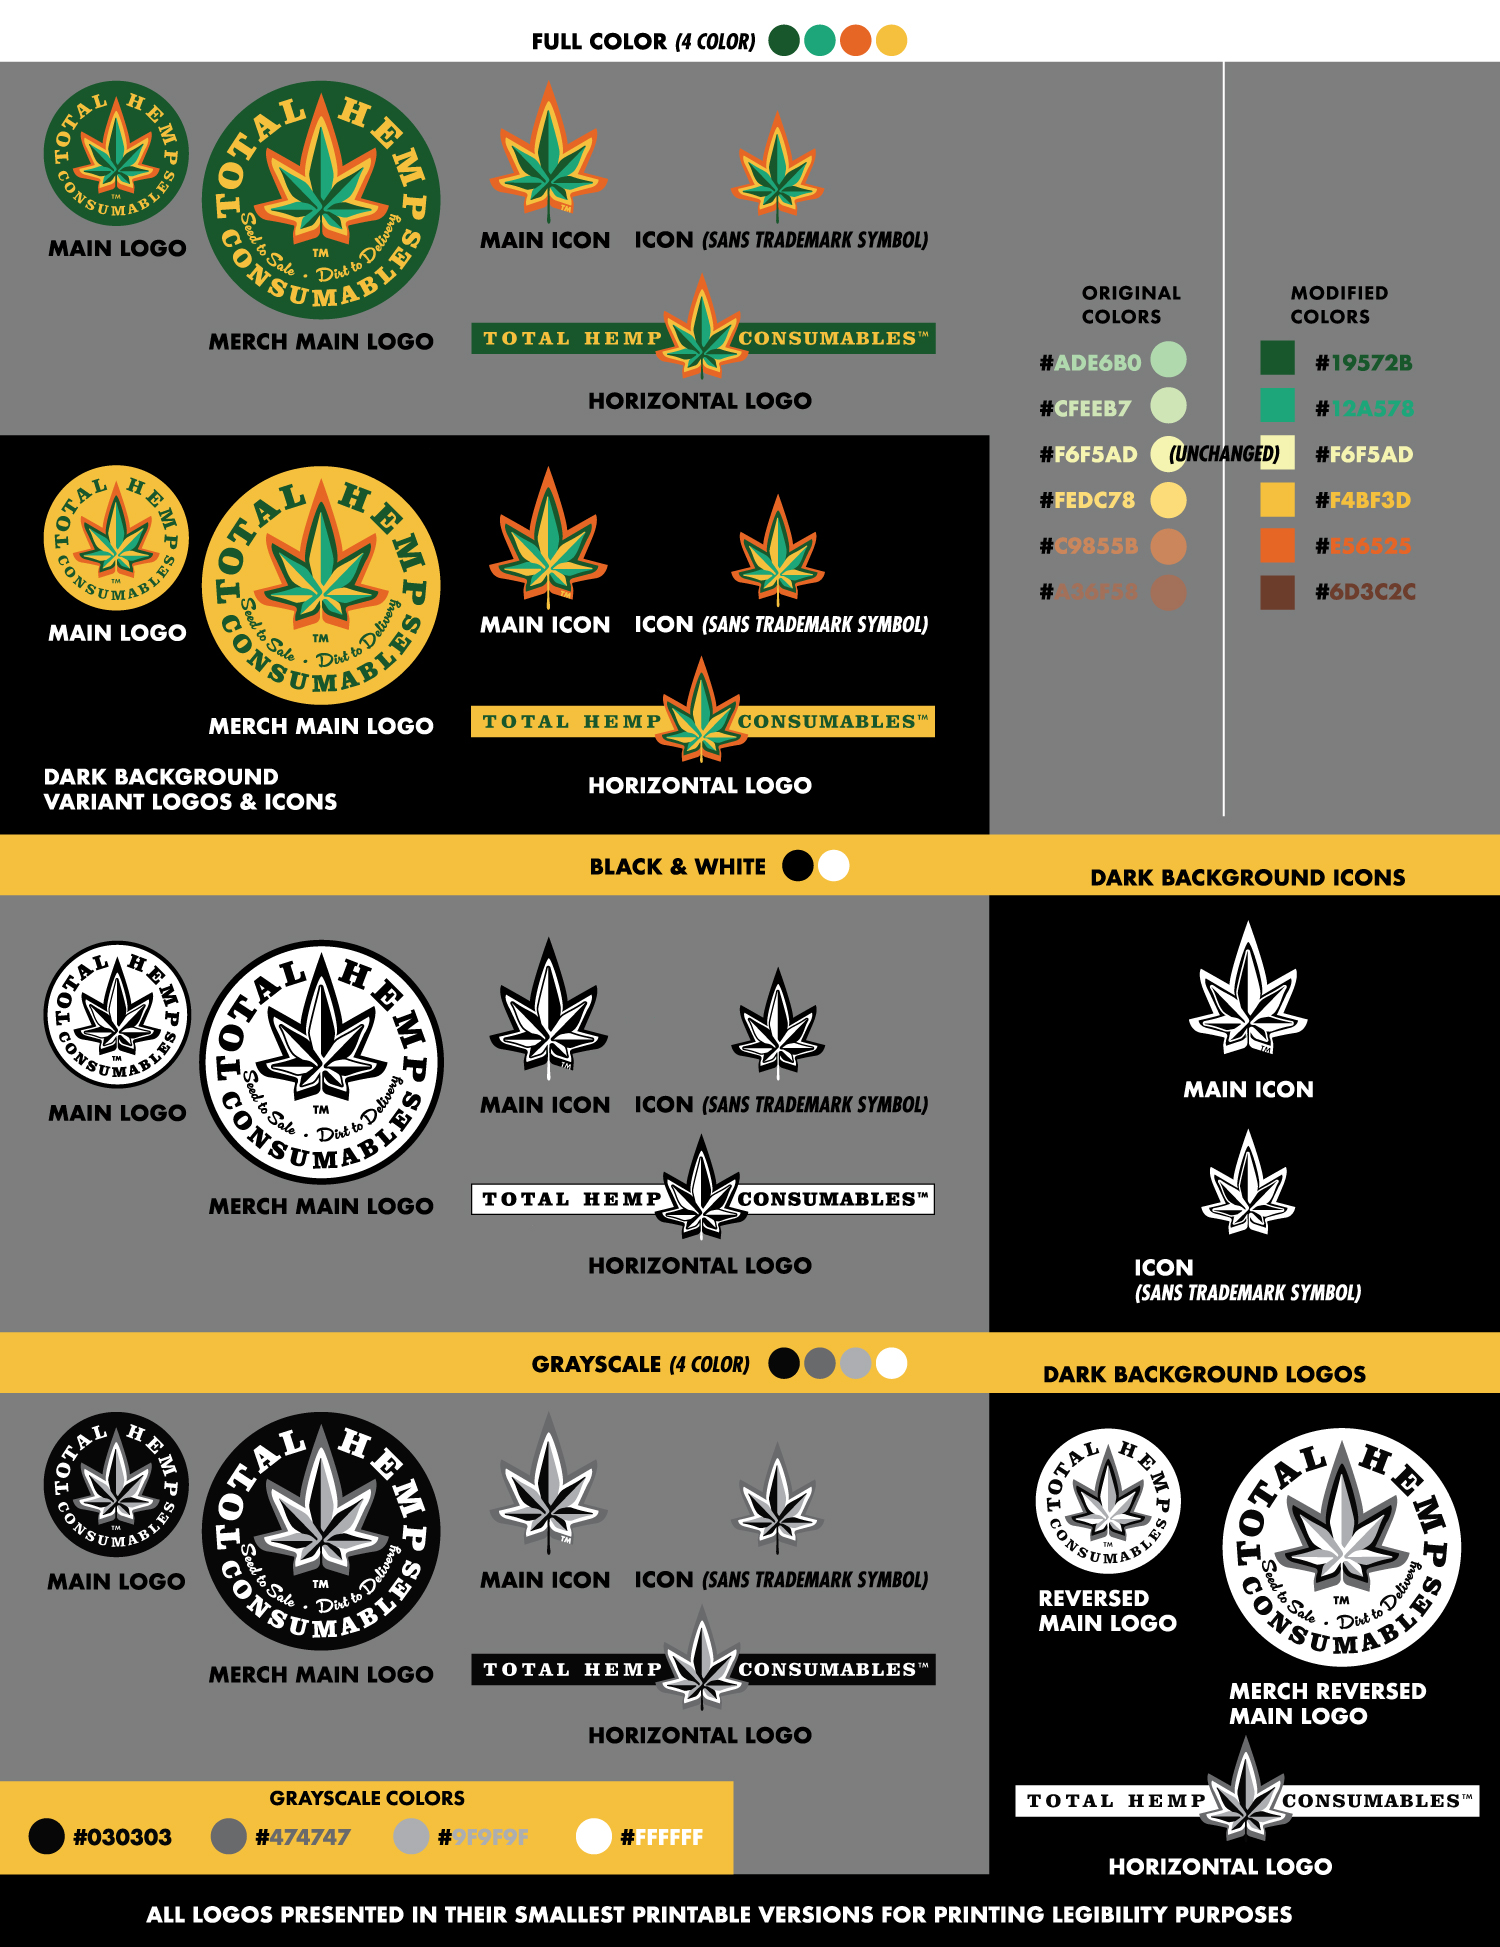 FULL COLOR (4 COLOR)
TOTAL HEMP
CONSUMABLES
TM
MAIN LOGO
TOTAL HEMP
Seed to Sale · Dirt to Delivery
CONSUMABLES
TM
MERCH MAIN LOGO
TM
MAIN ICON
ICON (SANS TRADEMARK SYMBOL)
TOTAL HEMP CONSUMABLES™
HORIZONTAL LOGO
ORIGINAL
COLORS
MODIFIED
COLORS
#ADE6B0
#19572B
#CFEEB7
#12A578
#F6F5AD
(UNCHANGED)
#F6F5AD
#FEDC78
#F4BF3D
#C9855B
#E56525
#6D3C2C
TOTAL HEMP
CONSUMABLES
TM
MAIN LOGO
TOTAL HEMP
Seed to Sale · Dirt to Delivery
CONSUMABLES
TM
MERCH MAIN LOGO
TM
MAIN ICON
ICON (SANS TRADEMARK SYMBOL)
TOTAL HEMP CONSUMABLES™
HORIZONTAL LOGO
DARK BACKGROUND
VARIANT LOGOS & ICONS
BLACK & WHITE
DARK BACKGROUND ICONS
TOTAL HEMP
CONSUMABLES
TM
MAIN LOGO
TOTAL HEMP
Seed to Sale · Dirt to Delivery
CONSUMABLES
TM
MERCH MAIN LOGO
TM
MAIN ICON
ICON (SANS TRADEMARK SYMBOL)
TOTAL HEMP CONSUMABLES™
HORIZONTAL LOGO
TM
MAIN ICON
ICON
(SANS TRADEMARK SYMBOL)
GRAYSCALE (4 COLOR)
DARK BACKGROUND LOGOS
TOTAL HEMP
CONSUMABLES
TM
MAIN LOGO
TOTAL HEMP
Seed to Sale · Dirt to Delivery
CONSUMABLES
TM
MERCH MAIN LOGO
TM
MAIN ICON
ICON (SANS TRADEMARK SYMBOL)
TOTAL HEMP CONSUMABLES™
HORIZONTAL LOGO
TOTAL HEMP
CONSUMABLES
TM
REVERSED
MAIN LOGO
TOTAL HEMP
Seed to Sale · Dirt to Delivery
CONSUMABLES
TM
MERCH REVERSED
MAIN LOGO
TOTAL HEMP CONSUMABLES™
HORIZONTAL LOGO
GRAYSCALE COLORS
#030303
#474747
#9F9F9F
#FFFFFF
ALL LOGOS PRESENTED IN THEIR SMALLEST PRINTABLE VERSIONS FOR PRINTING LEGIBILITY PURPOSES